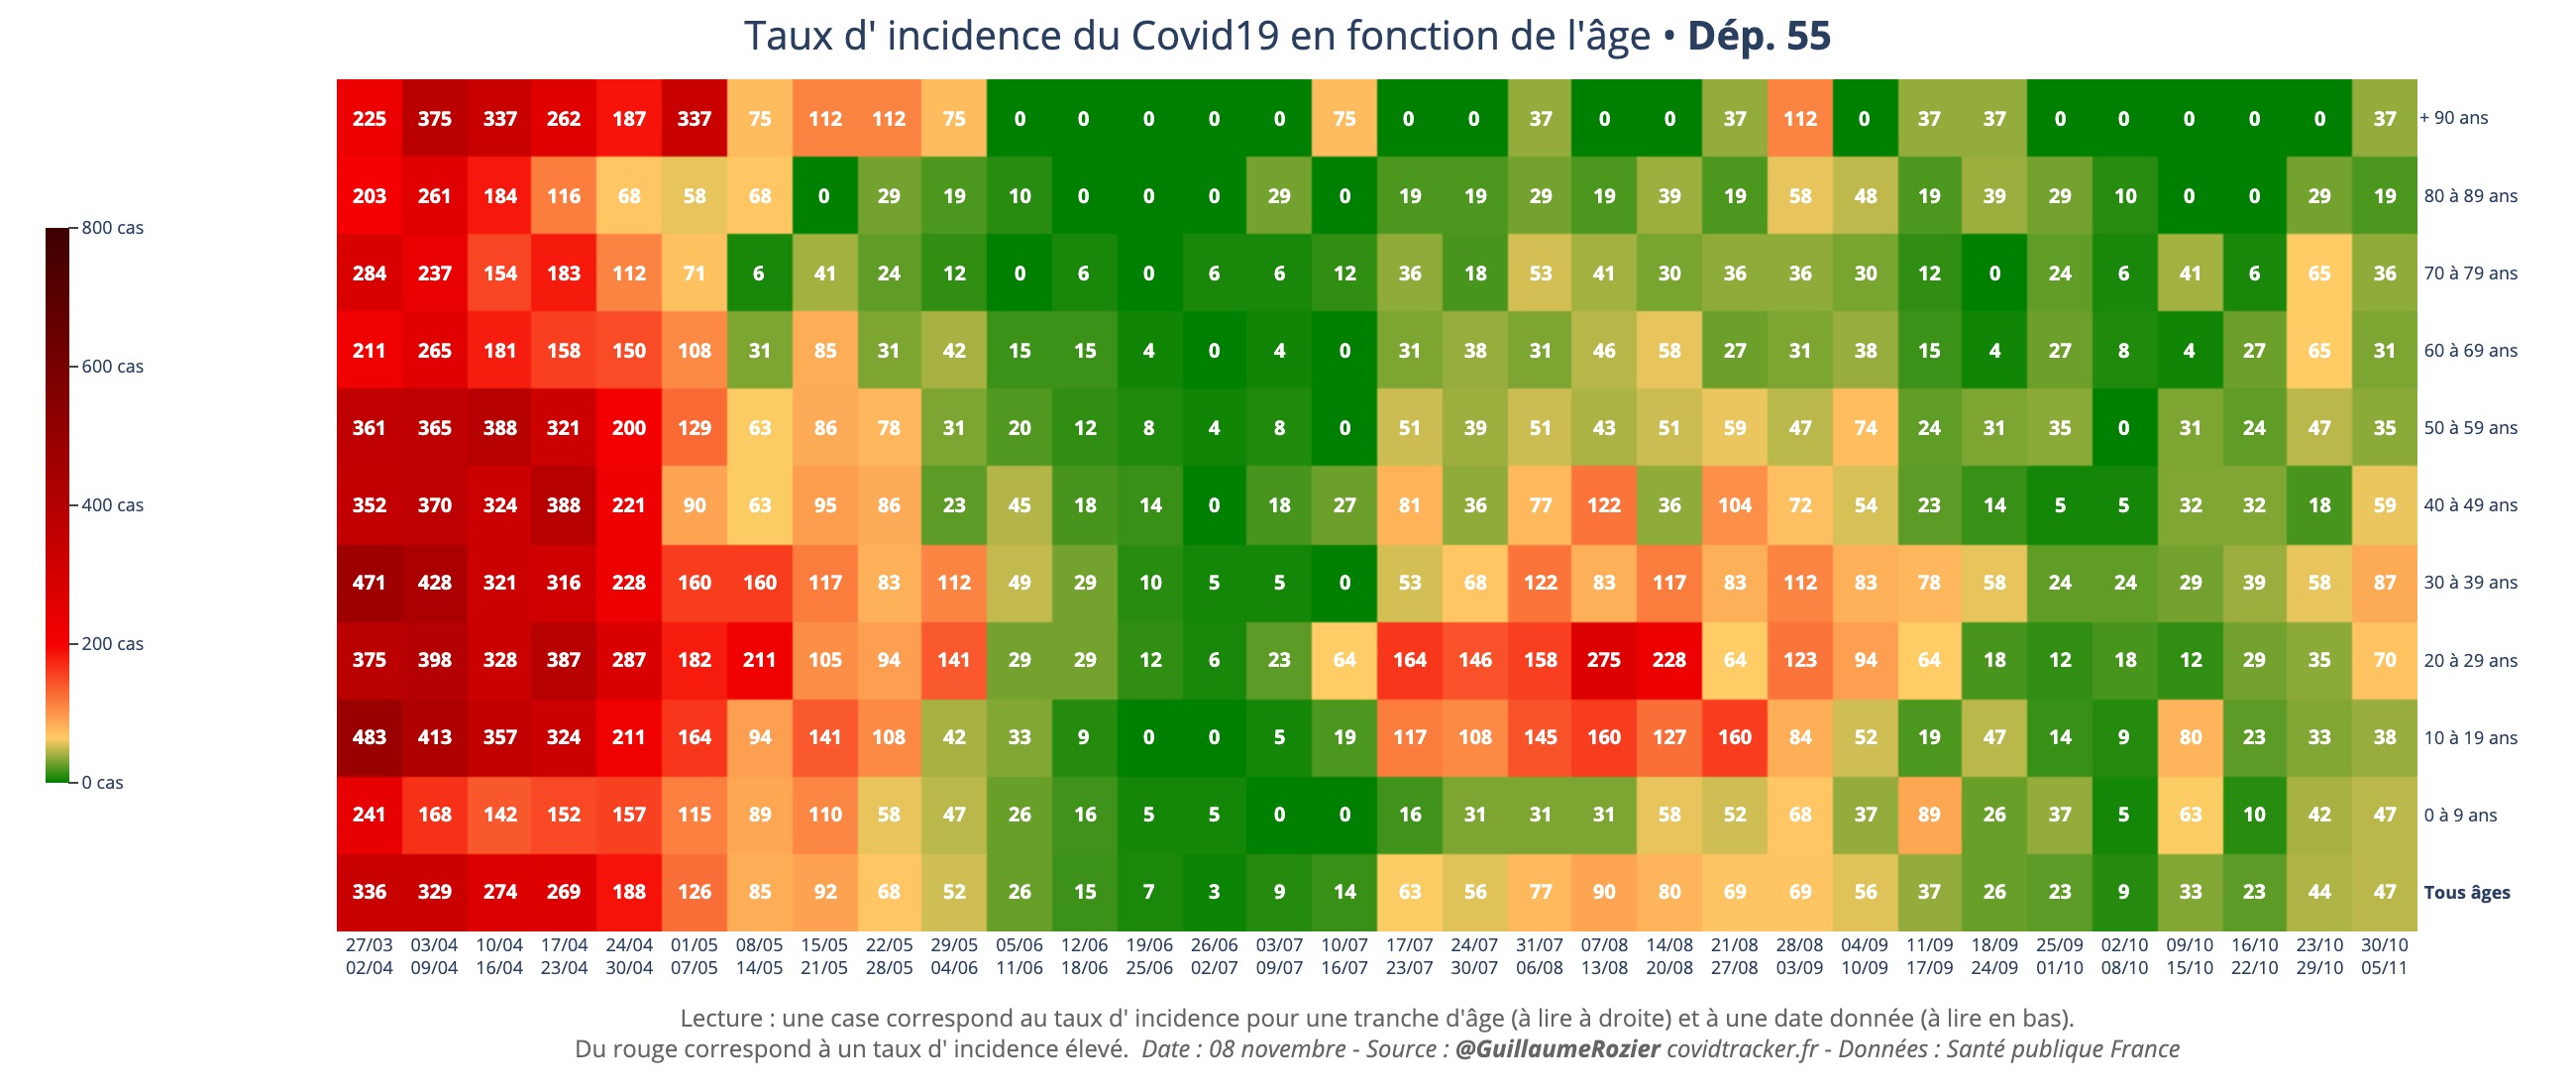 Taux d' incidence du Covid19 en fonction de l'âge • Dép. 55
225 375 337 262 187 337 75 112 112 75 0 0 0 0 0 75 0 0 37 0 0 37 112 0 37 37 0 0 0 0 0 37 + 90 ans
203 261 184 116 68 58 68 0 29 19 10 0 0 0 29 0 19 19 29 19 39 19 58 48 19 39 29 10 0 0 29 19 80 à 89 ans
800 cas
284 237 154 183 112 71 6 41 24 12 0 6 0 6 6 12 36 18 53 41 30 36 36 30 12 0 24 6 41 6 65 36 70 à 79 ans
211 265 181 158 150 108 31 85 31 42 15 15 4 0 4 0 31 38 31 46 58 27 31 38 15 4 27 8 4 27 65 31 60 à 69 ans
600 cas
361 365 388 321 200 129 63 86 78 31 20 12 8 4 8 0 51 39 51 43 51 59 47 74 24 31 35 0 31 24 47 35 50 à 59 ans
400 cas
352 370 324 388 221 90 63 95 86 23 45 18 14 0 18 27 81 36 77 122 36 104 72 54 23 14 5 5 32 32 18 59 40 à 49 ans
471 428 321 316 228 160 160 117 83 112 49 29 10 5 5 0 53 68 122 83 117 83 112 83 78 58 24 24 29 39 58 87 30 à 39 ans
200 cas
375 398 328 387 287 182 211 105 94 141 29 29 12 6 23 64 164 146 158 275 228 64 123 94 64 18 12 18 12 29 35 70 20 à 29 ans
483 413 357 324 211 164 94 141 108 42 33 9 0 0 5 19 117 108 145 160 127 160 84 52 19 47 14 9 80 23 33 38 10 à 19 ans
0 cas
241 168 142 152 157 115 89 110 58 47 26 16 5 5 0 0 16 31 31 31 58 52 68 37 89 26 37 5 63 10 42 47 0 à 9 ans
336 329 274 269 188 126 85 92 68 52 26 15 7 3 9 14 63 56 77 90 80 69 69 56 37 26 23 9 33 23 44 47 Tous âges
27/03 03/04 10/04 17/04 24/04 01/05 08/05 15/05 22/05 29/05 05/06 12/06 19/06 26/06 03/07 10/07 17/07 24/07 31/07 07/08 14/08 21/08 28/08 04/09 11/09 18/09 25/09 02/10 09/10 16/10 23/10 30/10
02/04 09/04 16/04 23/04 30/04 07/05 14/05 21/05 28/05 04/06 11/06 18/06 25/06 02/07 09/07 16/07 23/07 30/07 06/08 13/08 20/08 27/08 03/09 10/09 17/09 24/09 01/10 08/10 15/10 22/10 29/10 05/11
Lecture : une case correspond au taux d' incidence pour une tranche d'âge (à lire à droite) et à une date donnée (à lire en bas).
Du rouge correspond à un taux d' incidence élevé. Date : 08 novembre - Source : @GuillaumeRozier covidtracker.fr - Données : Santé publique France